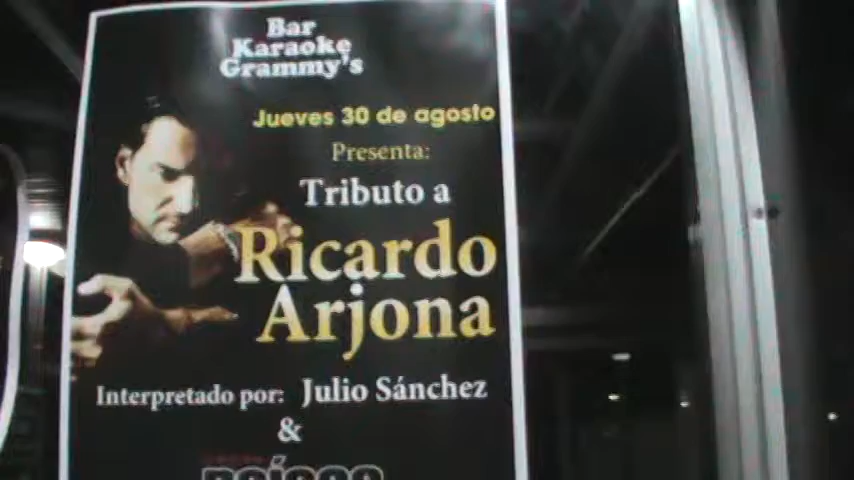 Bar
Karaoke
Grammy's
Jueves 30 de agosto
Presenta:
Tributo a
Ricardo
Arjona
Interpretado por: Julio Sánchez
&